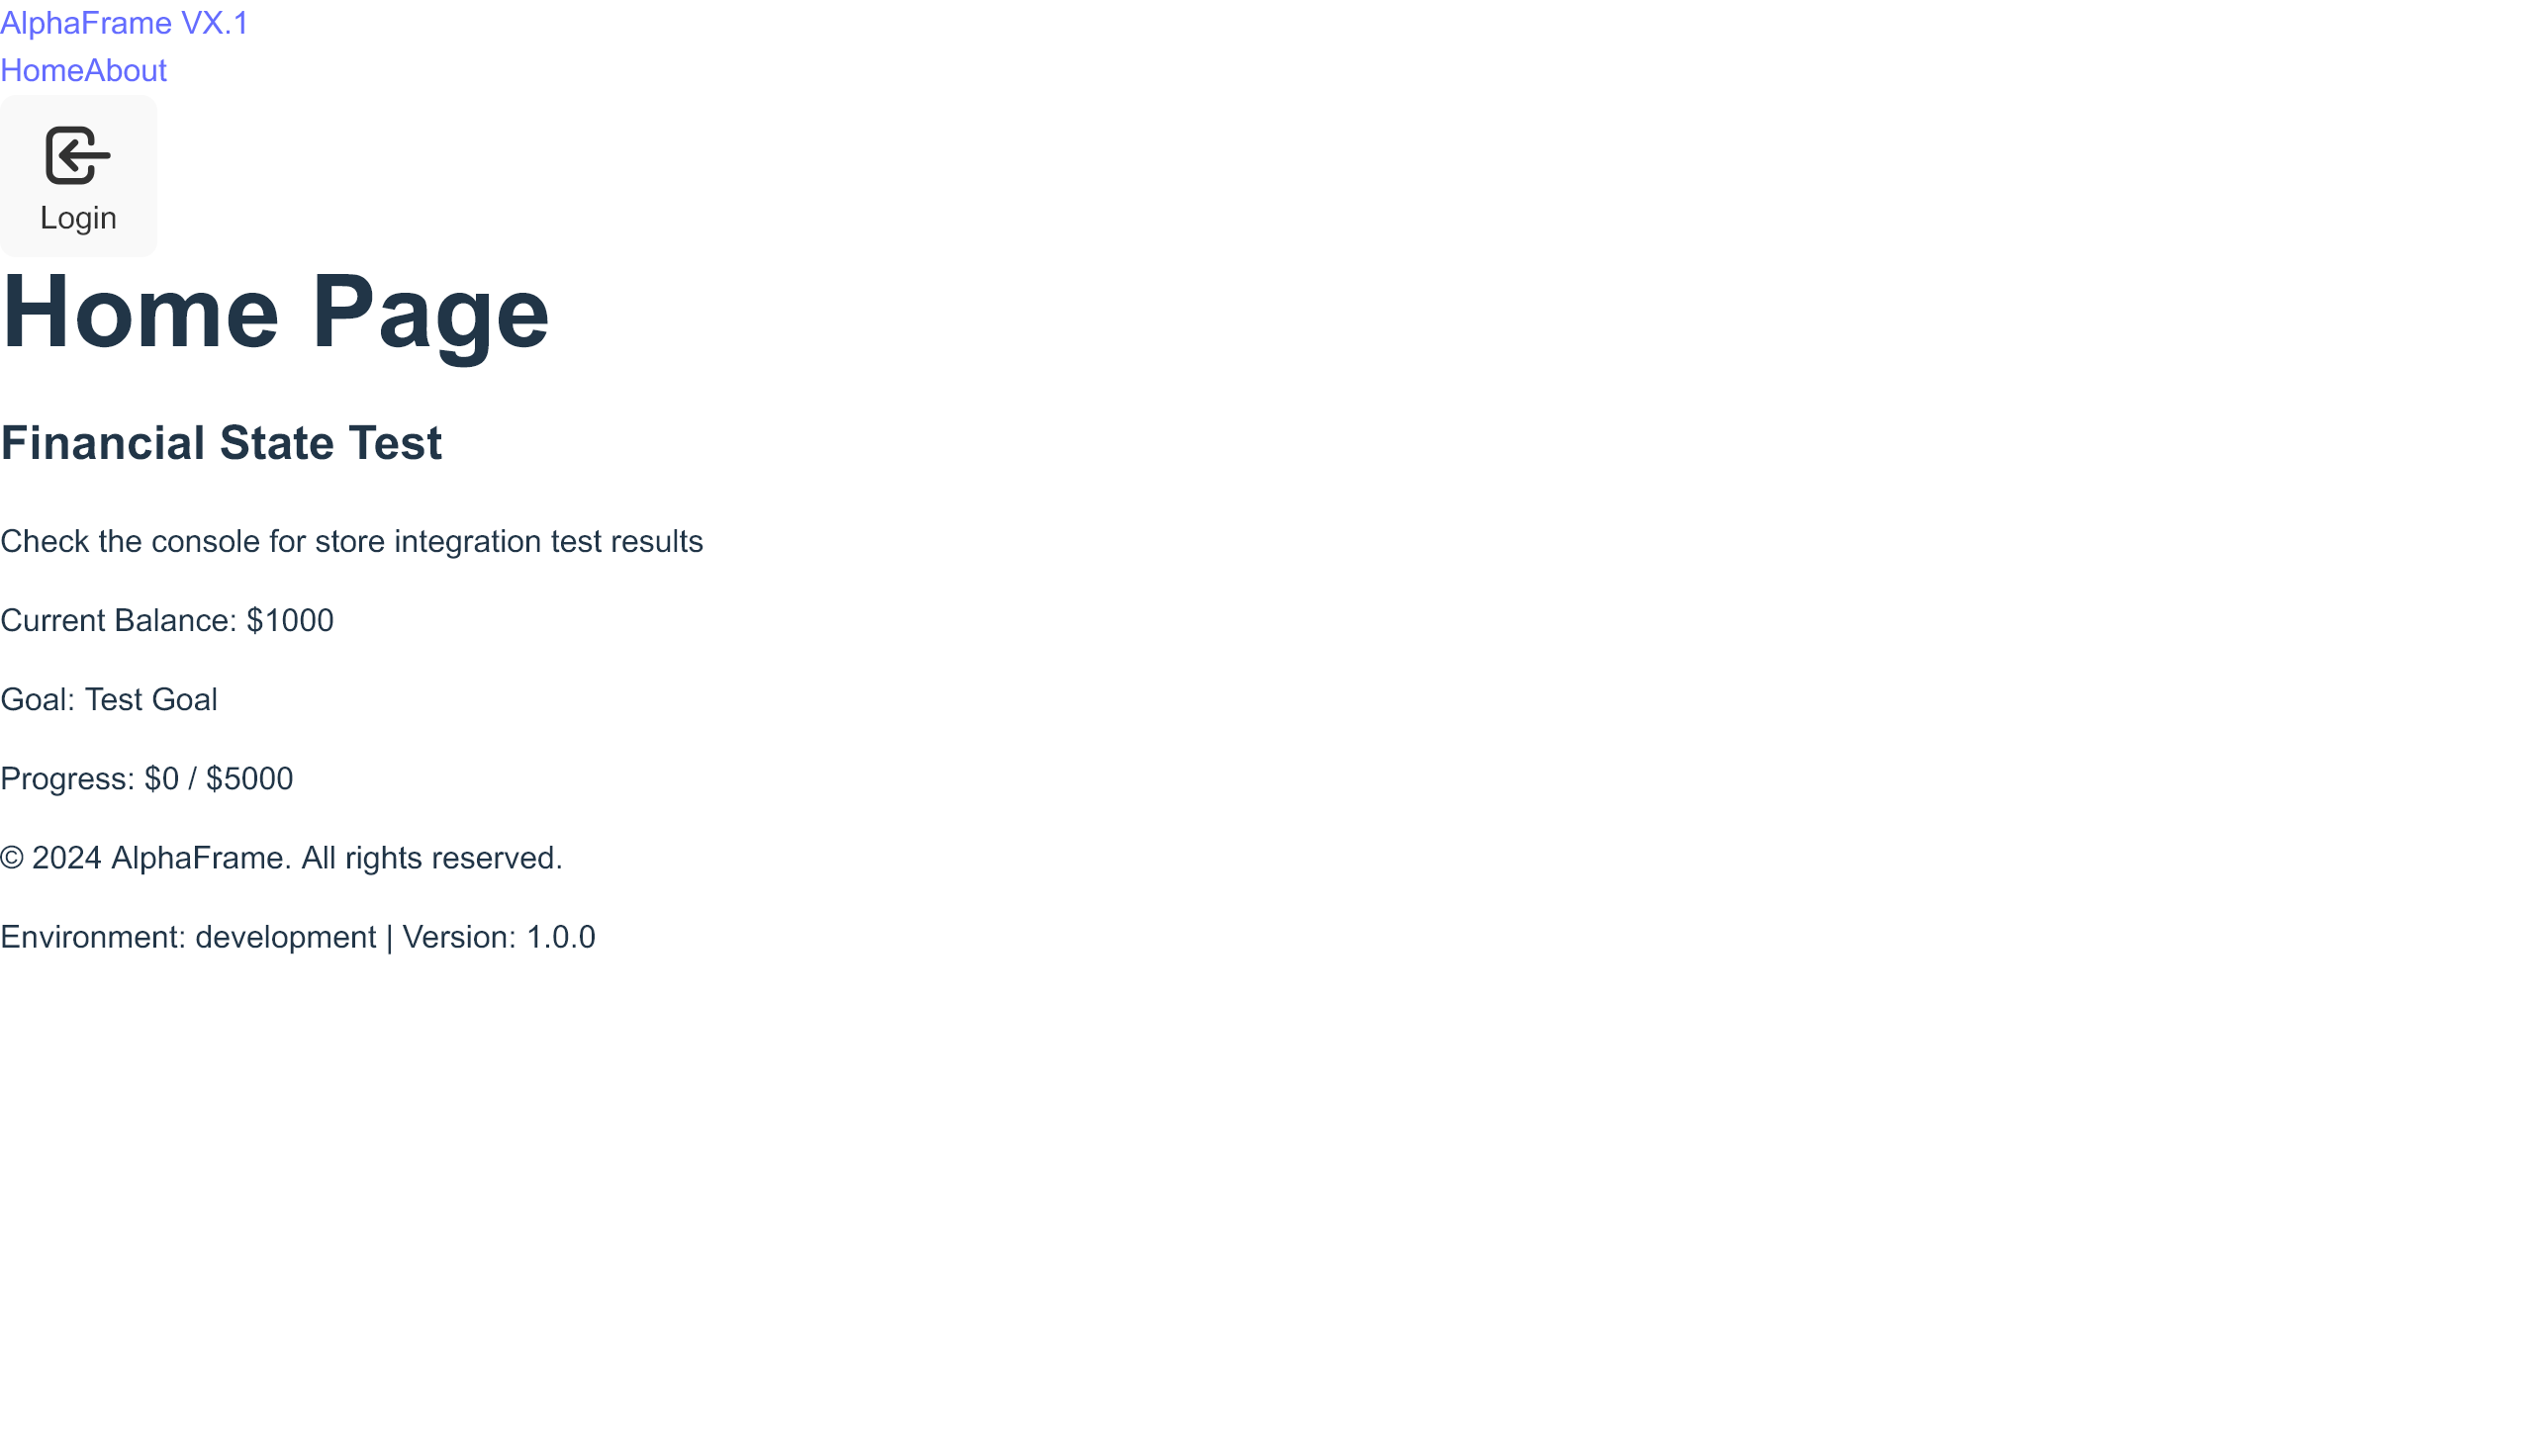 AlphaFrame VX.1
HomeAbout
Login
Home Page
Financial State Test
Check the console for store integration test results
Current Balance: $1000
Goal: Test Goal
Progress: $0 / $5000
© 2024 AlphaFrame. All rights reserved.
Environment: development | Version: 1.0.0